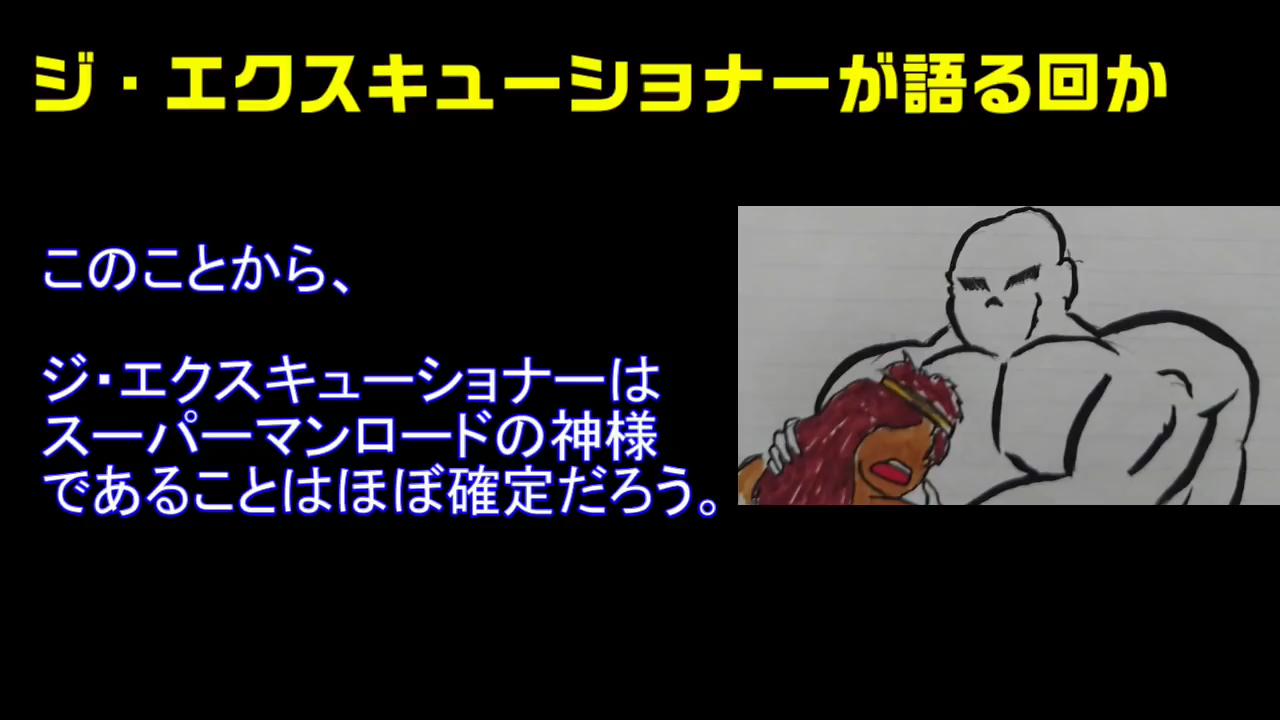 ジ・エクスキューショナーが語る回か
このことから、
ジ・エクスキューショナーは
スーパーマンロードの神様
であることはほぼ確定だろう。